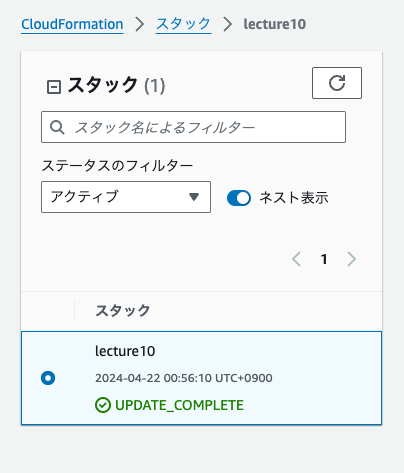 CloudFormation > スタック > lecture10
スタック (1)
スタック名によるフィルター
ステータスのフィルター
アクティブ
ネスト表示
1
スタック
lecture10
2024-04-22 00:56:10 UTC+0900
UPDATE_COMPLETE